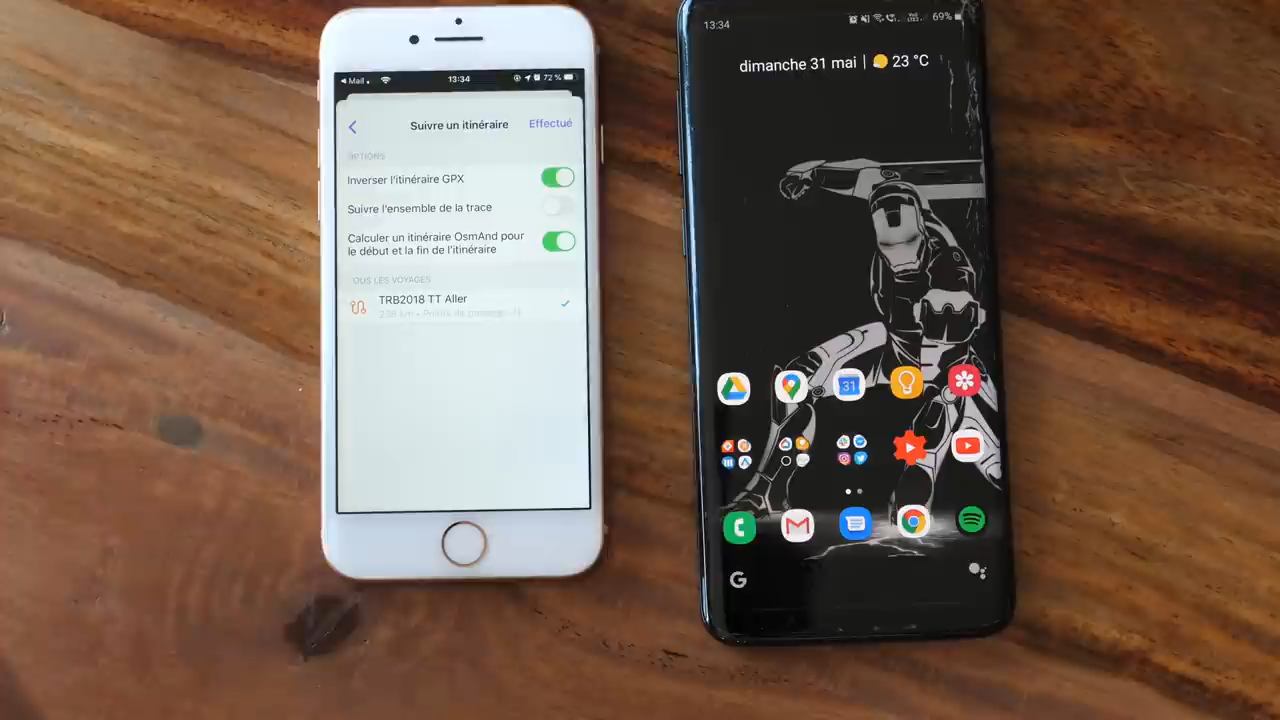 Mail
13:34
72 %
Suivre un itinéraire
Effectué
OPTIONS
Inverser l'itinéraire GPX
Suivre l'ensemble de la trace
Calculer un itinéraire OsmAnd pour
le début et la fin de l'itinéraire
TOUS LES VOYAGES
TRB2018 TT Aller
13:34
69%
dimanche 31 mai | 23 °C
31
G